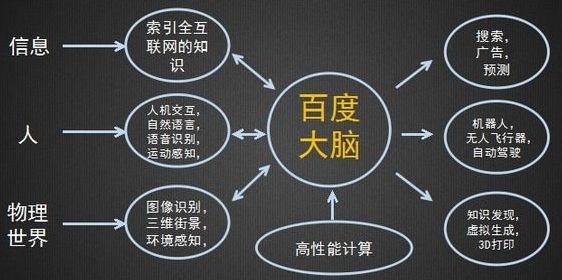 信息
索引全互
联网的知
识
搜索，
广告，
预测
人
人机交互，
自然语言，
语音识别，
运动感知，
百度
大脑
机器人，
无人飞行器，
自动驾驶
物理
世界
图像识别，
三维街景，
环境感知，
高性能计算
知识发现，
虚拟生成，
3D打印